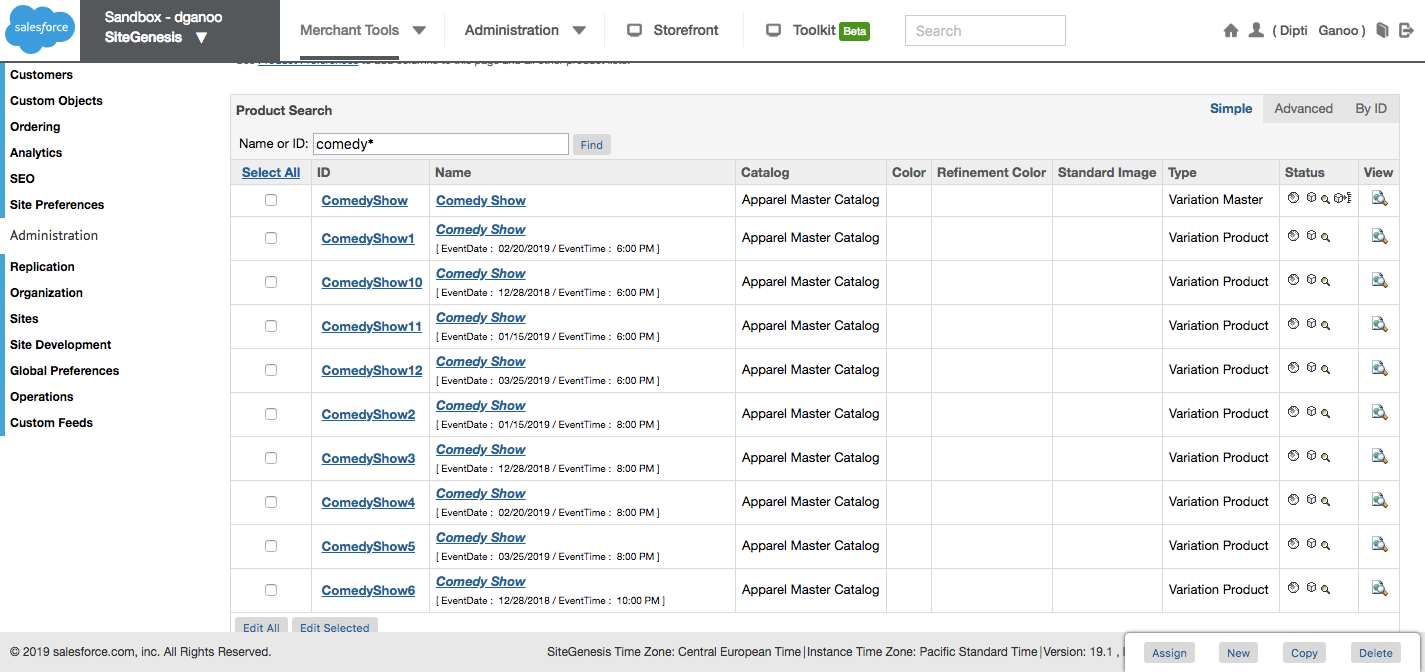 salesforce
Sandbox - dganoo
SiteGenesis
Merchant Tools
Administration
Storefront
Toolkit Beta
Search
( Dipti Ganoo )
Customers
Custom Objects
Ordering
Analytics
SEO
Site Preferences
Administration
Replication
Organization
Sites
Site Development
Global Preferences
Operations
Custom Feeds
Product Search
Simple Advanced By ID
Name or ID: comedy* Find
Select All ID Name Catalog Color Refinement Color Standard Image Type Status View
ComedyShow Comedy Show Apparel Master Catalog Variation Master
ComedyShow1 Comedy Show Apparel Master Catalog Variation Product
[ EventDate : 02/20/2019 / EventTime : 6:00 PM ]
ComedyShow10 Comedy Show Apparel Master Catalog Variation Product
[ EventDate : 12/28/2018 / EventTime : 6:00 PM ]
ComedyShow11 Comedy Show Apparel Master Catalog Variation Product
[ EventDate : 01/15/2019 / EventTime : 6:00 PM ]
ComedyShow12 Comedy Show Apparel Master Catalog Variation Product
[ EventDate : 03/25/2019 / EventTime : 6:00 PM ]
ComedyShow2 Comedy Show Apparel Master Catalog Variation Product
[ EventDate : 01/15/2019 / EventTime : 8:00 PM ]
ComedyShow3 Comedy Show Apparel Master Catalog Variation Product
[ EventDate : 12/28/2018 / EventTime : 8:00 PM ]
ComedyShow4 Comedy Show Apparel Master Catalog Variation Product
[ EventDate : 02/20/2019 / EventTime : 8:00 PM ]
ComedyShow5 Comedy Show Apparel Master Catalog Variation Product
[ EventDate : 03/25/2019 / EventTime : 8:00 PM ]
ComedyShow6 Comedy Show Apparel Master Catalog Variation Product
[ EventDate : 12/28/2018 / EventTime : 10:00 PM ]
Edit All Edit Selected
© 2019 salesforce.com, inc. All Rights Reserved.
SiteGenesis Time Zone: Central European Time | Instance Time Zone: Pacific Standard Time | Version: 19.1 ,
Assign New Copy Delete